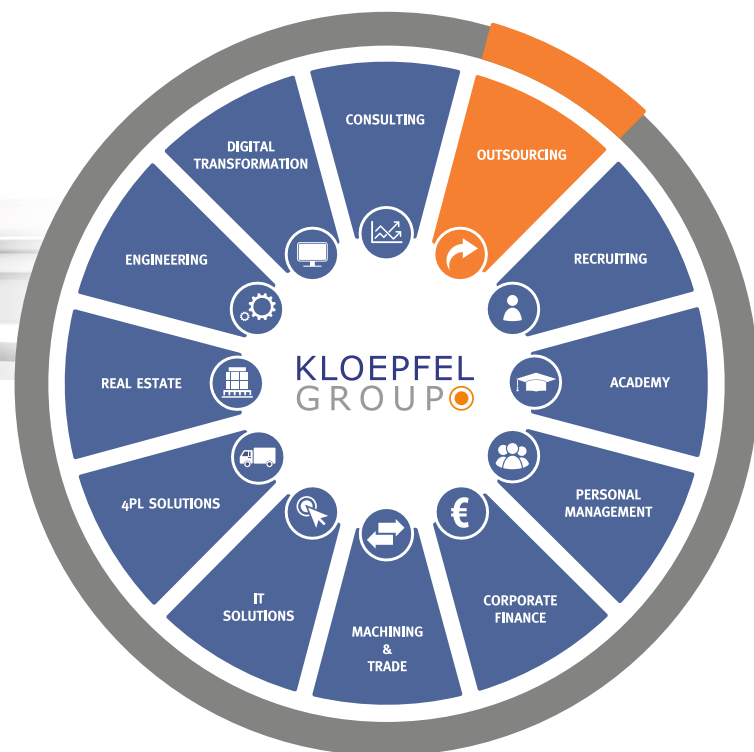 CONSULTING
OUTSOURCING
RECRUITING
ACADEMY
PERSONAL
MANAGEMENT
CORPORATE
FINANCE
MACHINING
&
TRADE
IT
SOLUTIONS
4PL SOLUTIONS
REAL ESTATE
ENGINEERING
DIGITAL
TRANSFORMATION
KLOEPFEL
GROUP
€